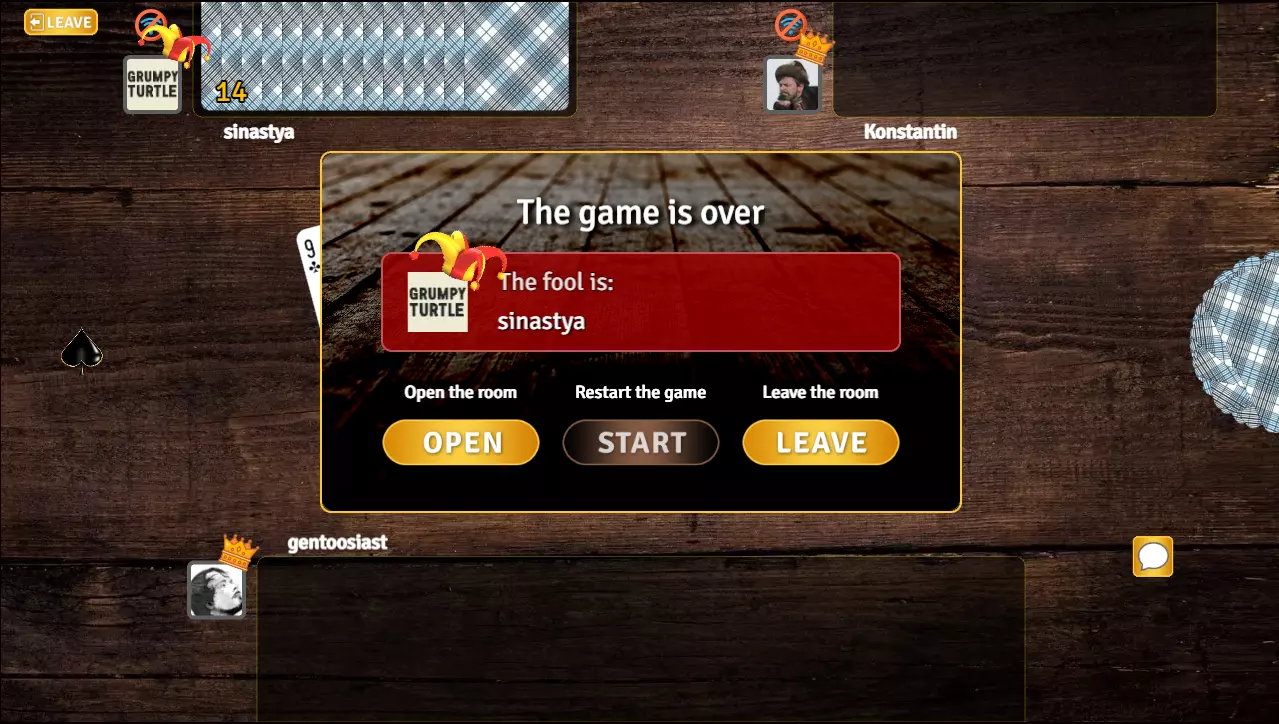 LEAVE
GRUMPY
TURTLE
14
sinastya
Konstantin
The game is over
9
GRUMPY
TURTLE
The fool is:
sinastya
Open the room
Restart the game
Leave the room
OPEN
START
LEAVE
gentoosiast